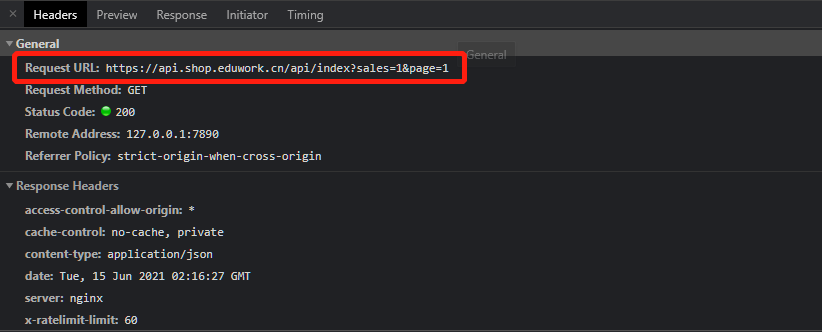 × Headers Preview Response Initiator Timing
▼General
Request URL: https://api.shop.eduwork.cn/api/index?sales=1&page=1
General
Request Method: GET
Status Code: 200
Remote Address: 127.0.0.1:7890
Referrer Policy: strict-origin-when-cross-origin
▼Response Headers
access-control-allow-origin: *
cache-control: no-cache, private
content-type: application/json
date: Tue, 15 Jun 2021 02:16:27 GMT
server: nginx
x-ratelimit-limit: 60